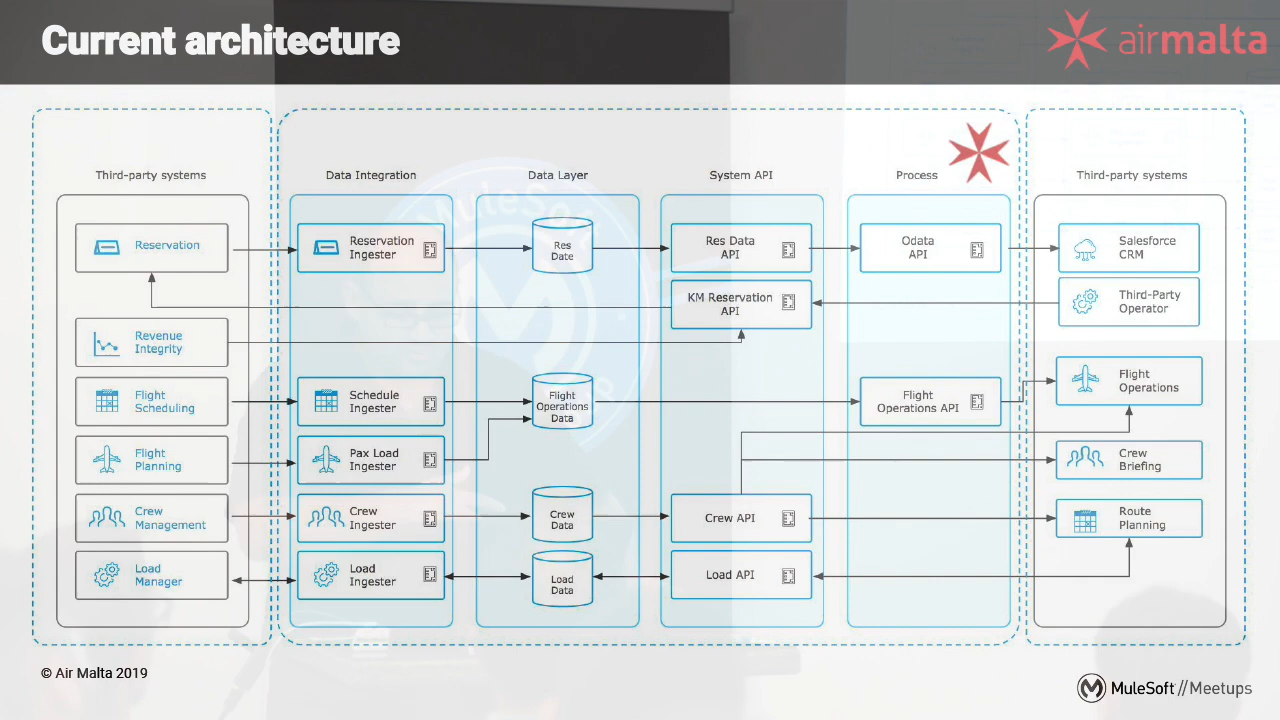 Current architecture
airmalta
Third-party systems
Data Integration
Data Layer
System API
Process
Third-party systems
Reservation
Reservation
Ingester
Res
Date
Res Data
API
Odata
API
Salesforce
CRM
KM Reservation
API
Third-Party
Operator
Revenue
Integrity
Flight
Scheduling
Schedule
Ingester
Flight
Operations
Data
Flight
Operations API
Flight
Operations
Flight
Planning
Pax Load
Ingester
Crew
Briefing
Crew
Management
Crew
Ingester
Crew
Data
Crew API
Route
Planning
Load
Manager
Load
Ingester
Load
Data
Load API
MuleSoft
© Air Malta 2019
MuleSoft//Meetups